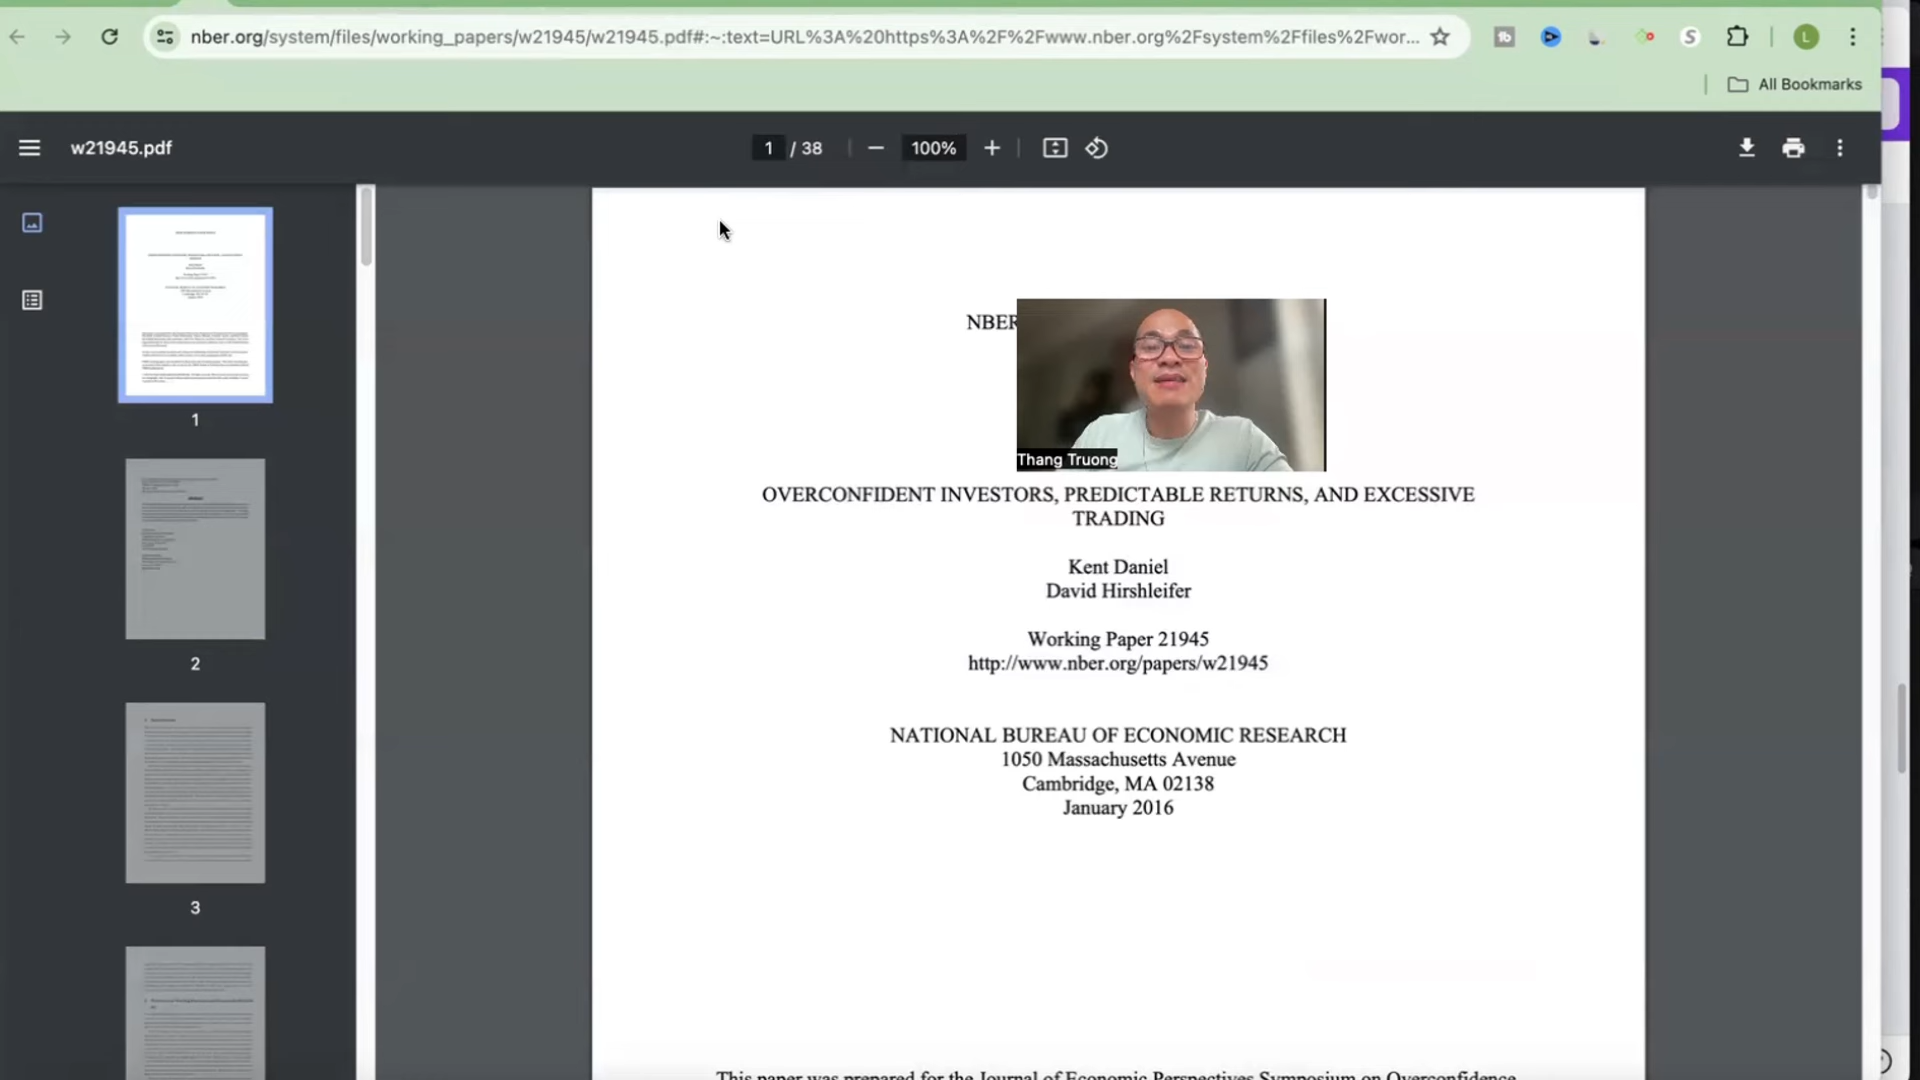 nber.org/system/files/working_papers/w21945/w21945.pdf#:~:text=URL%3A%20https%3A%2F%2Fwww.nber.org%2Fsystem%2Ffiles%2Fwor...
L
All Bookmarks
w21945.pdf
1 / 38
100%
1
2
3
NBER
Thang Truong
OVERCONFIDENT INVESTORS, PREDICTABLE RETURNS, AND EXCESSIVE
TRADING
Kent Daniel
David Hirshleifer
Working Paper 21945
http://www.nber.org/papers/w21945
NATIONAL BUREAU OF ECONOMIC RESEARCH
1050 Massachusetts Avenue
Cambridge, MA 02138
January 2016
This paper was prepared for the Journal of Economic Perspectives Symposium on Overconfidence